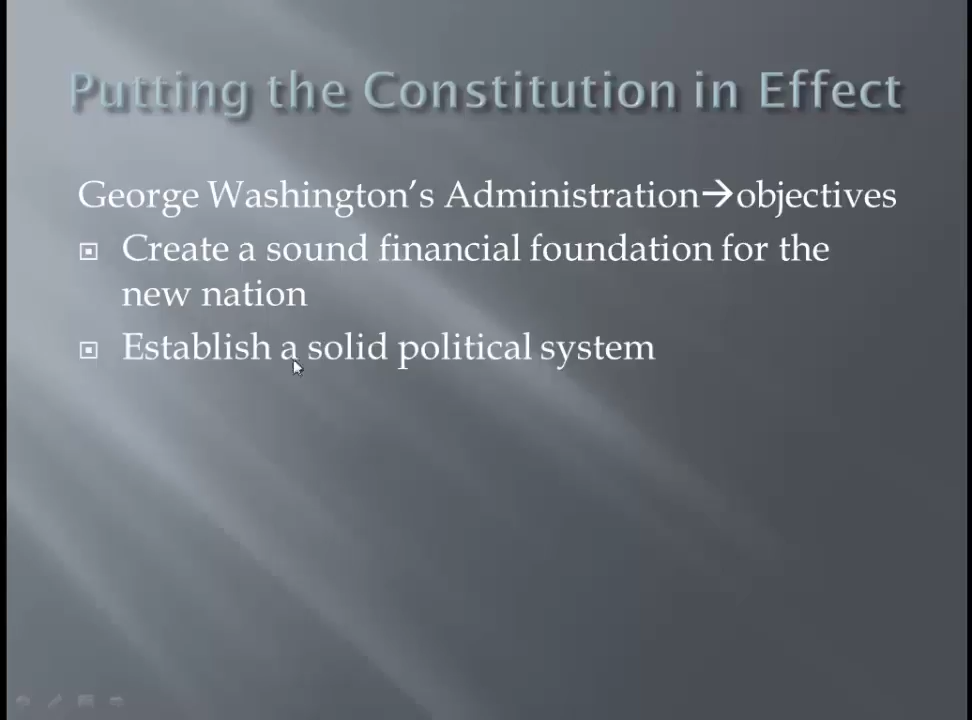 Putting the Constitution in Effect
George Washington’s Administration→objectives
Create a sound financial foundation for the
new nation
Establish a solid political system